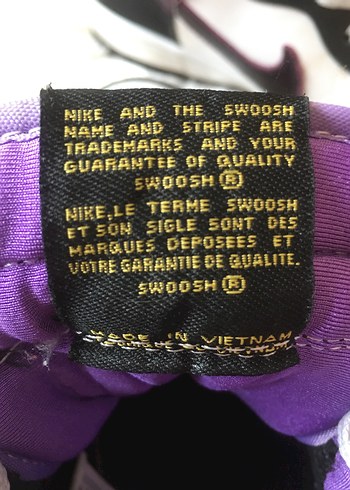 NIKE AND THE SWOOSH
NAME AND STRIPE ARE
TRADEMARKS AND YOUR
GUARANTEE OF QUALITY
SWOOSH ®
NIKE,LE TERME SWOOSH
ET SON SIGLE SONT DES
MARQUES DEPOSEES ET
VOTRE GARANTIE DE QUALITE.
SWOOSH ®
MADE IN VIETNAM